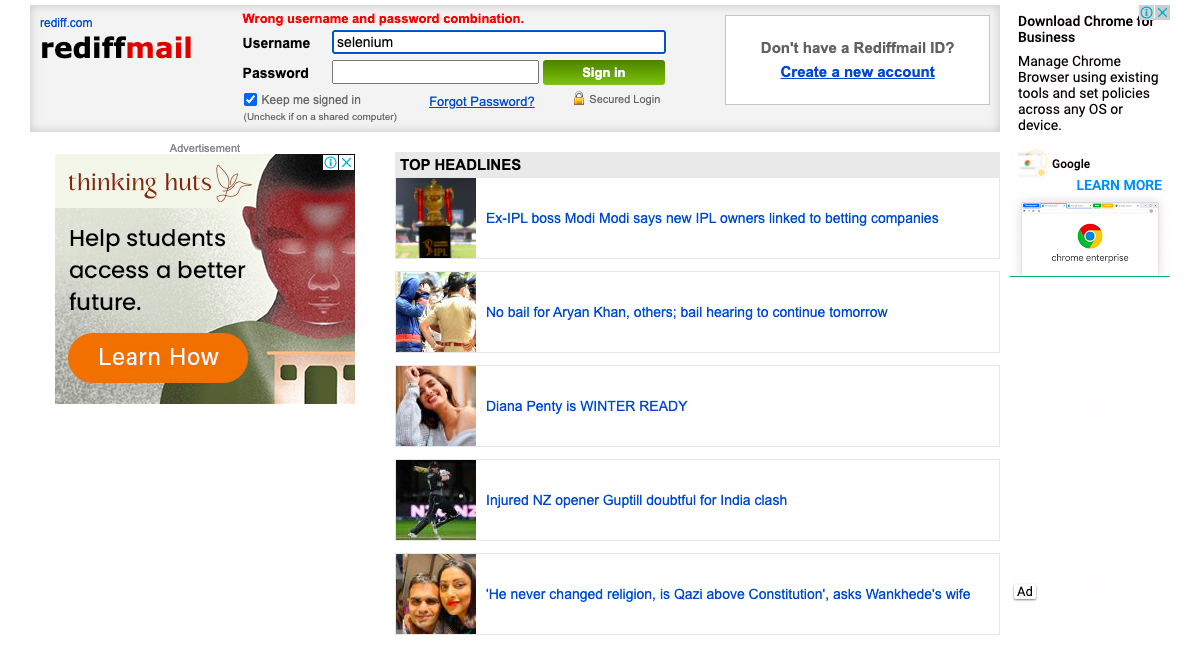 rediff.com
rediffmail
Wrong username and password combination.
Username
selenium
Password
Sign in
Keep me signed in
Forgot Password?
Secured Login
(Uncheck if on a shared computer)
Don't have a Rediffmail ID?
Create a new account
Advertisement
thinking huts
Help students
access a better
future.
Learn How
TOP HEADLINES
IPL
Ex-IPL boss Modi Modi says new IPL owners linked to betting companies
No bail for Aryan Khan, others; bail hearing to continue tomorrow
Diana Penty is WINTER READY
Injured NZ opener Guptill doubtful for India clash
'He never changed religion, is Qazi above Constitution', asks Wankhede's wife
Download Chrome for
Business
Manage Chrome
Browser using existing
tools and set policies
across any OS or
device.
Google
LEARN MORE
chrome enterprise
Ad